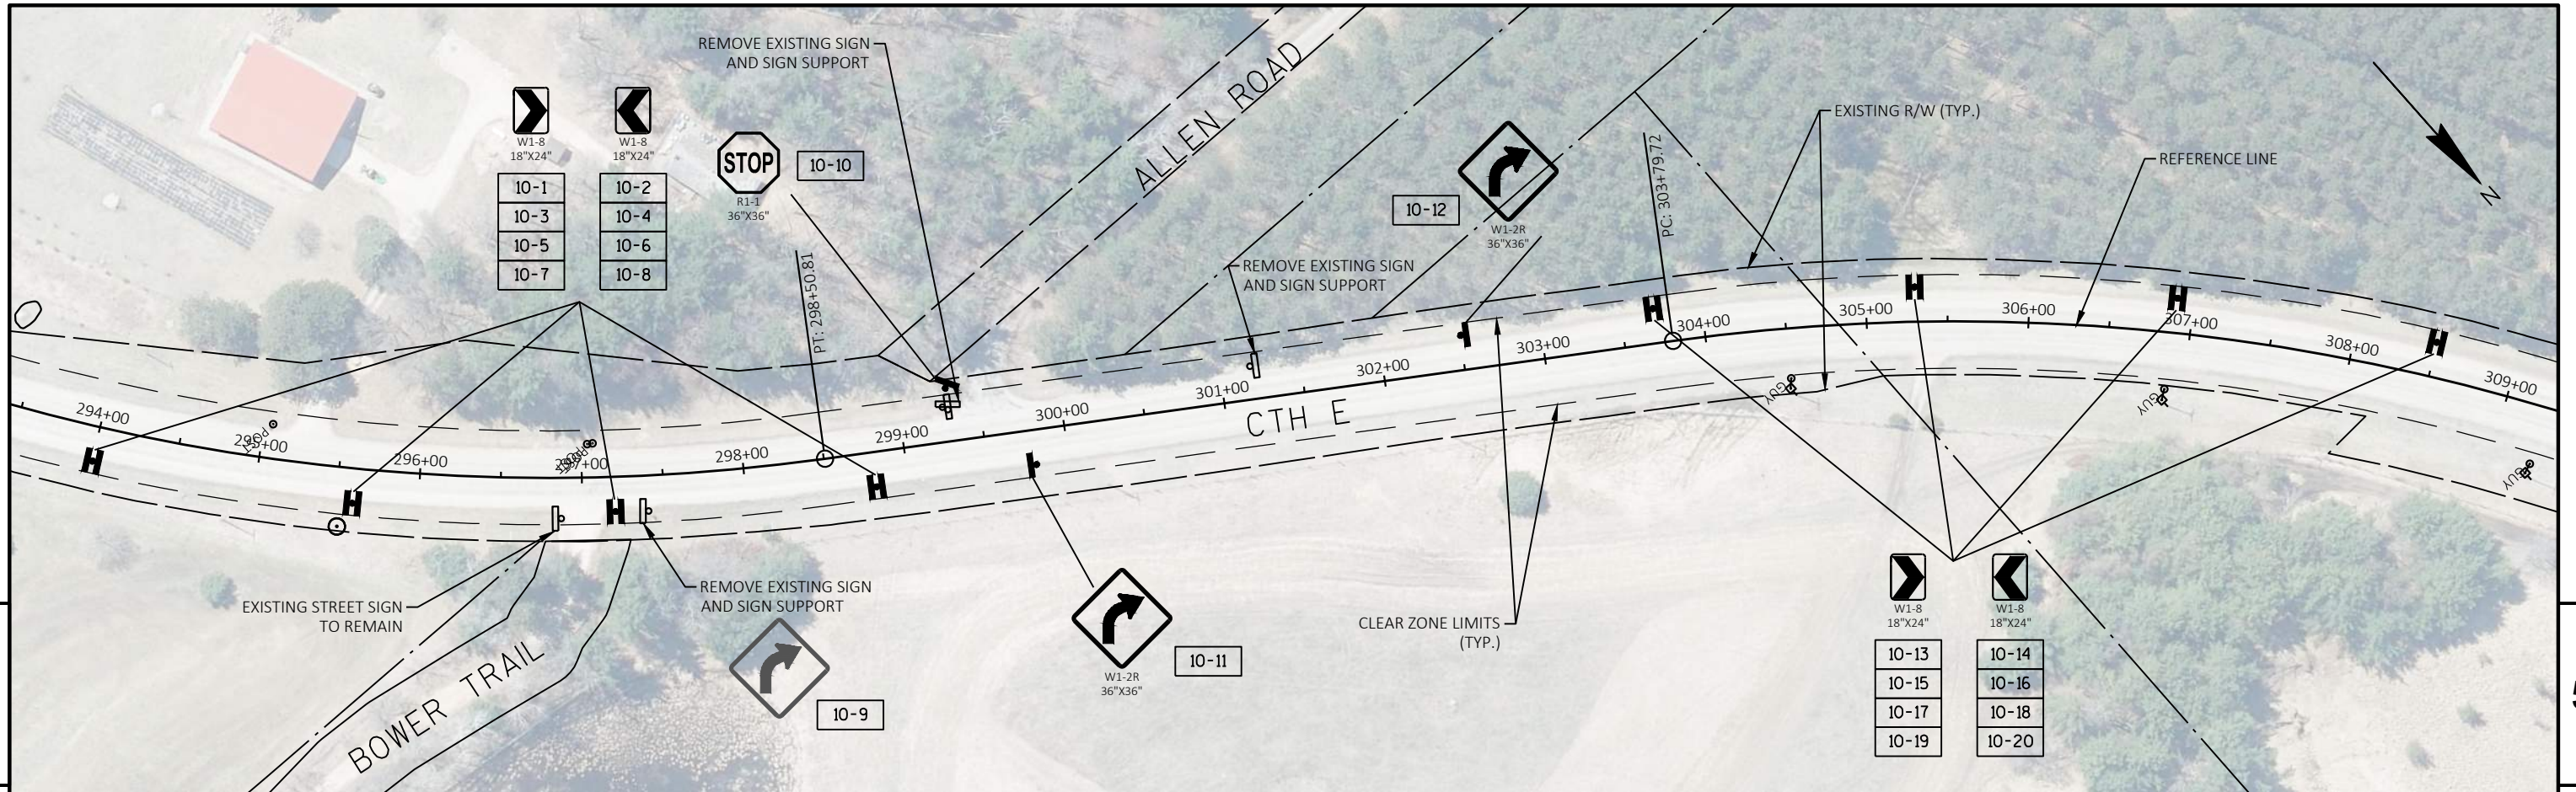 REMOVE EXISTING SIGN
AND SIGN SUPPORT
W1-8
18"X24"
W1-8
18"X24"
10-1
10-3
10-5
10-7
10-2
10-4
10-6
10-8
STOP
R1-1
36"X36"
10-10
ALLEN ROAD
PT: 298+50.81
REMOVE EXISTING SIGN
AND SIGN SUPPORT
10-12
W1-2R
36"X36"
PC: 303+79.72
EXISTING R/W (TYP.)
REFERENCE LINE
N
294+00
295+00
POST
296+00
297+00
298+00
299+00
300+00
301+00
302+00
303+00
304+00
305+00
306+00
307+00
308+00
309+00
CTH E
GUY
GUY
GUY
EXISTING STREET SIGN
TO REMAIN
REMOVE EXISTING SIGN
AND SIGN SUPPORT
BOWER TRAIL
10-9
W1-2R
36"X36"
10-11
CLEAR ZONE LIMITS
(TYP.)
W1-8
18"X24"
W1-8
18"X24"
10-13
10-15
10-17
10-19
10-14
10-16
10-18
10-20